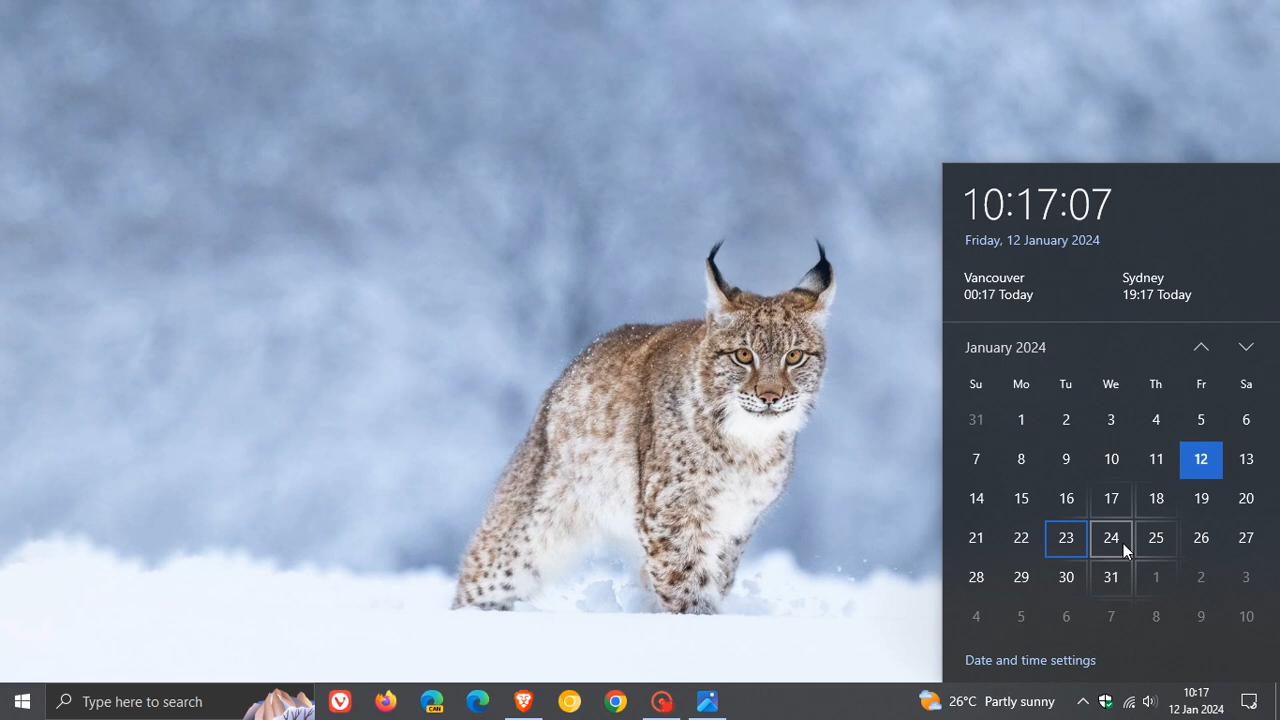 10:17:07
Friday, 12 January 2024
Vancouver Sydney
00:17 Today 19:17 Today
January 2024
Su Mo Tu We Th Fr Sa
31 1 2 3 4 5 6
7 8 9 10 11 12 13
14 15 16 17 18 19 20
21 22 23 24 25 26 27
28 29 30 31 1 2 3
4 5 6 7 8 9 10
Date and time settings
Type here to search CAN 26°C Partly sunny 10:17
12 Jan 2024